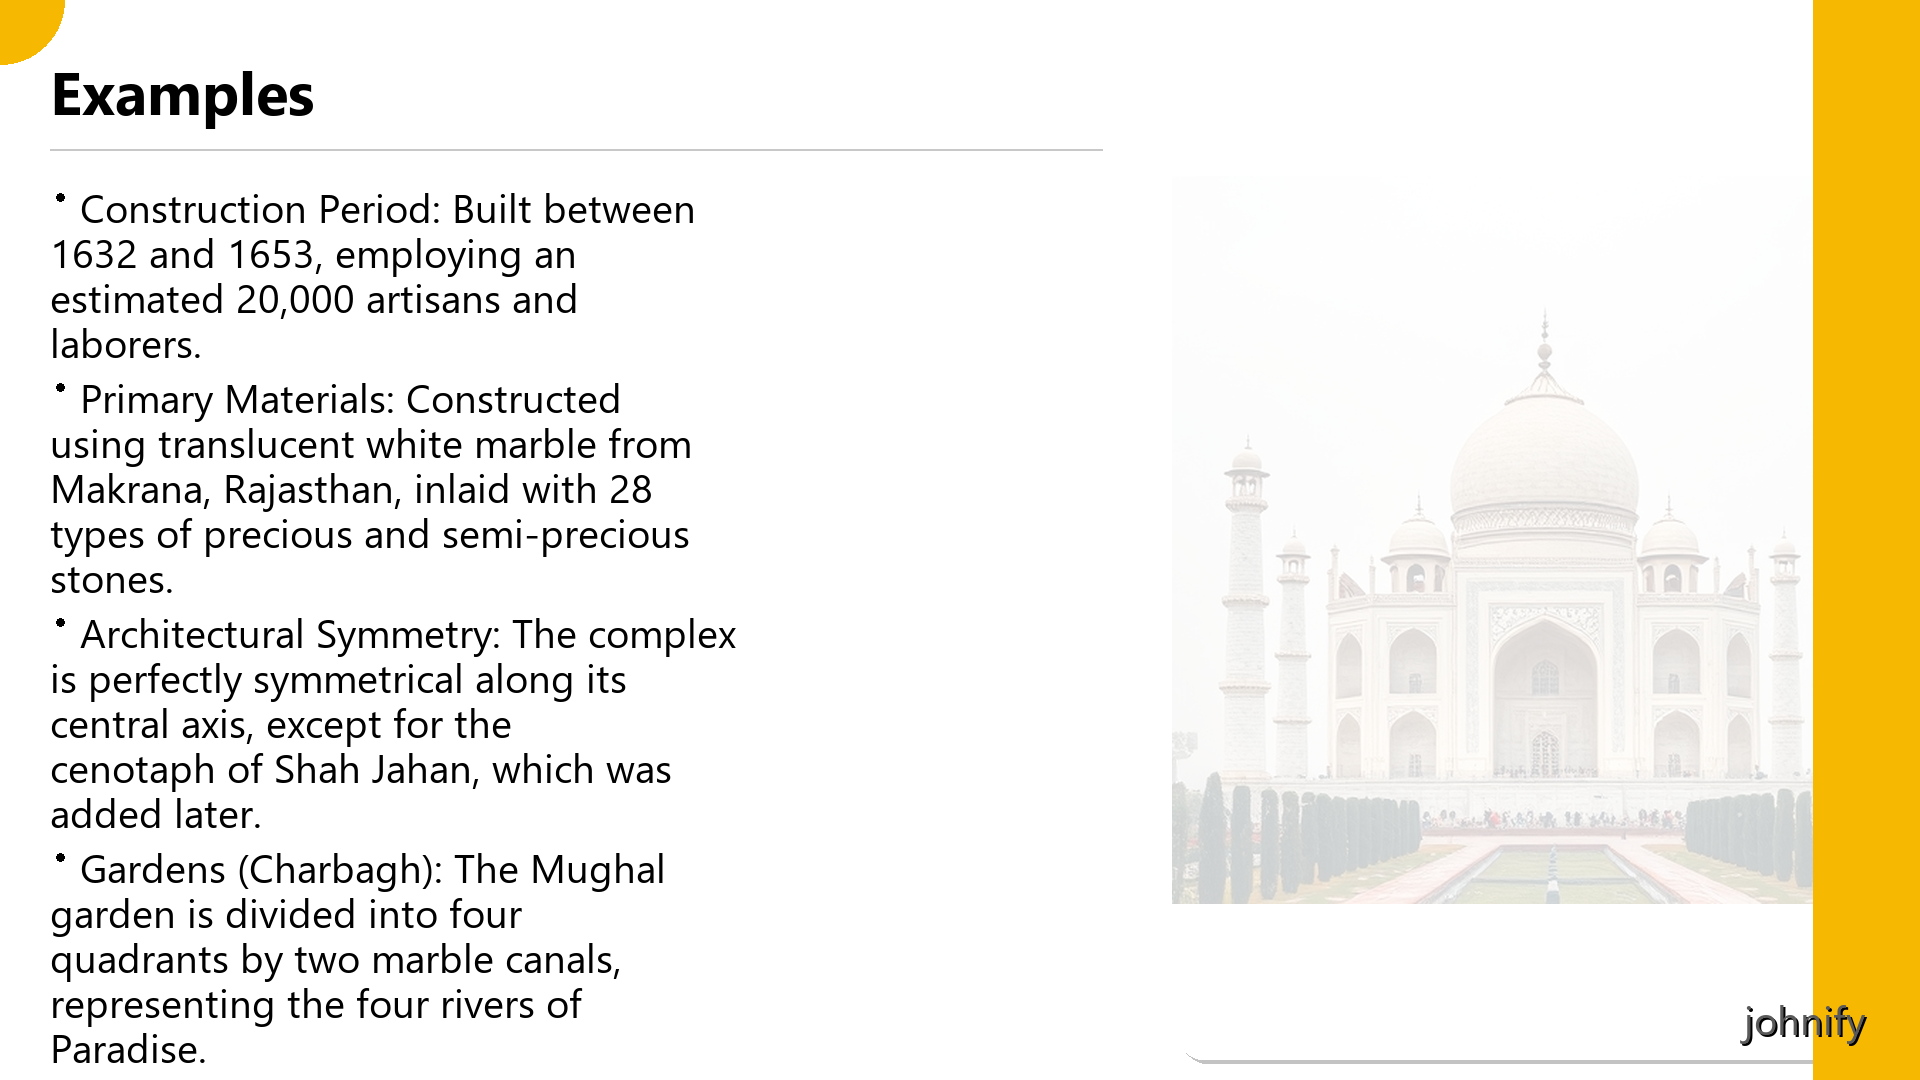 Examples
• Construction Period: Built between
1632 and 1653, employing an
estimated 20,000 artisans and
laborers.
• Primary Materials: Constructed
using translucent white marble from
Makrana, Rajasthan, inlaid with 28
types of precious and semi-precious
stones.
• Architectural Symmetry: The complex
is perfectly symmetrical along its
central axis, except for the
cenotaph of Shah Jahan, which was
added later.
• Gardens (Charbagh): The Mughal
garden is divided into four
quadrants by two marble canals,
representing the four rivers of
Paradise.
johnify